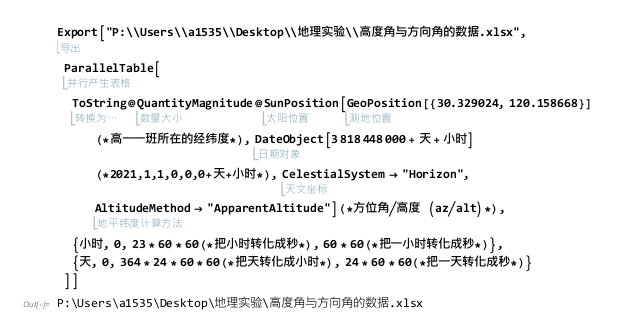 Export["P:\\Users\\a1535\\Desktop\\地理实验\\高度角与方向角的数据.xlsx",
导出
ParallelTable[
并行产生表格
ToString@QuantityMagnitude@SunPosition[GeoPosition[{30.329024, 120.158668}]
转换为⋯ 数量大小 太阳位置 测地位置
(*高一一班所在的经纬度*), DateObject[3818448000 + 天 + 小时]
日期对象
(*2021,1,1,0,0,0+天+小时*), CelestialSystem → "Horizon",
天文坐标
AltitudeMethod → "ApparentAltitude"] (*方位角/高度 (az/alt) *),
地平纬度计算方法
{小时, 0, 23*60*60(*把小时转化成秒*), 60*60(*把一小时转化成秒*)},
{天, 0, 364*24*60*60(*把天转化成小时*), 24*60*60(*把一天转化成秒*)}
]]
Out[•]= P:\Users\a1535\Desktop\地理实验\高度角与方向角的数据.xlsx